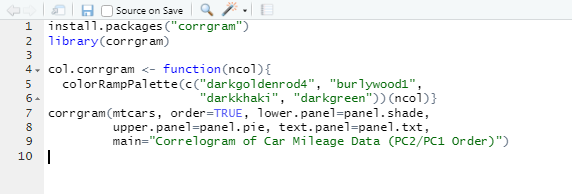 Source on Save
1 install.packages("corrgram")
2 library(corrgram)
3
4 col.corrgram <- function(ncol){
5   colorRampPalette(c("darkgoldenrod4", "burlywood1",
6                      "darkkhaki", "darkgreen"))(ncol)}
7 corrgram(mtcars, order=TRUE, lower.panel=panel.shade,
8          upper.panel=panel.pie, text.panel=panel.txt,
9          main="Correlogram of Car Mileage Data (PC2/PC1 Order)")
10